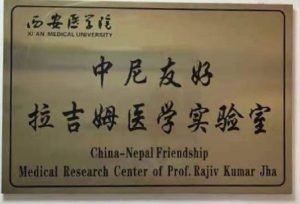 西安医学院
XI AN MEDICAL UNIVERSITY
中尼友好
拉吉姆医学实验室
China-Nepal Friendship
Medical Research Center of Prof. Rajiv Kumar Jha